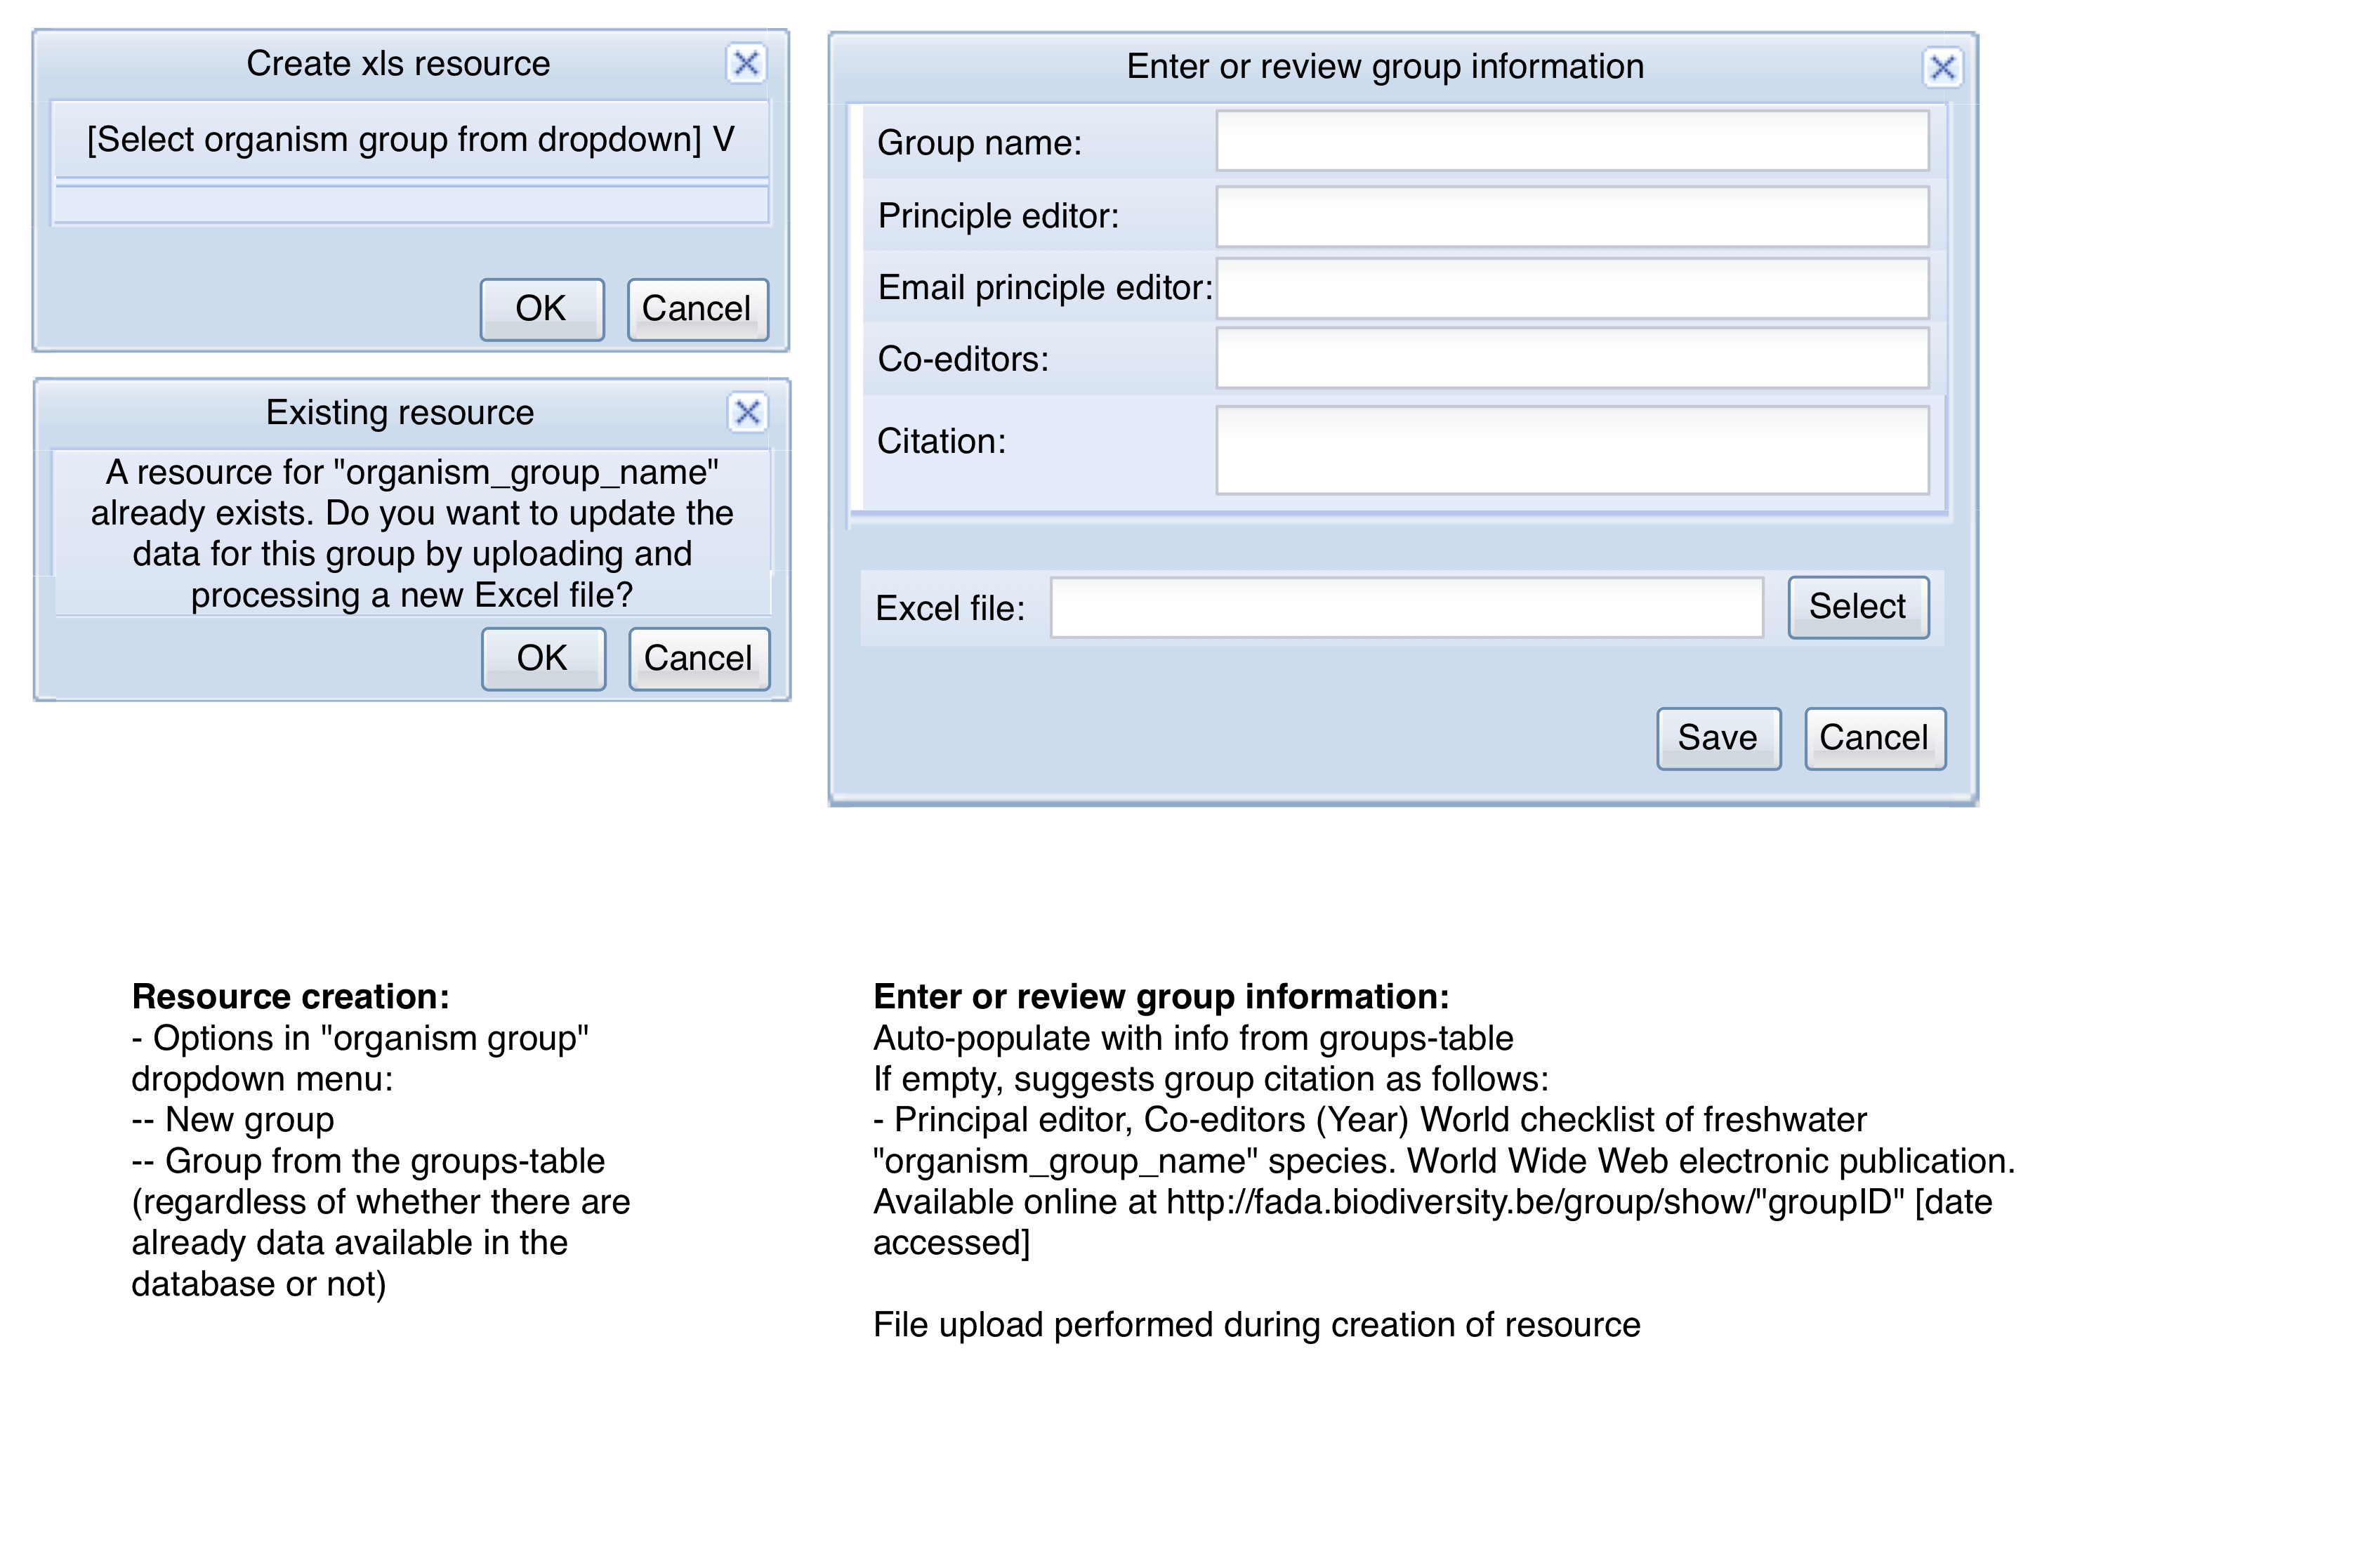 Create xls resource
[Select organism group from dropdown] V
OK
Cancel
Existing resource
A resource for "organism_group_name"
already exists. Do you want to update the
data for this group by uploading and
processing a new Excel file?
OK
Cancel
Enter or review group information
Group name:
Principle editor:
Email principle editor:
Co-editors:
Citation:
Excel file:
Select
Save
Cancel
Resource creation:
- Options in "organism group"
dropdown menu:
-- New group
-- Group from the groups-table
(regardless of whether there are
already data available in the
database or not)
Enter or review group information:
Auto-populate with info from groups-table
If empty, suggests group citation as follows:
- Principal editor, Co-editors (Year) World checklist of freshwater
"organism_group_name" species. World Wide Web electronic publication.
Available online at http://fada.biodiversity.be/group/show/"groupID" [date
accessed]
File upload performed during creation of resource